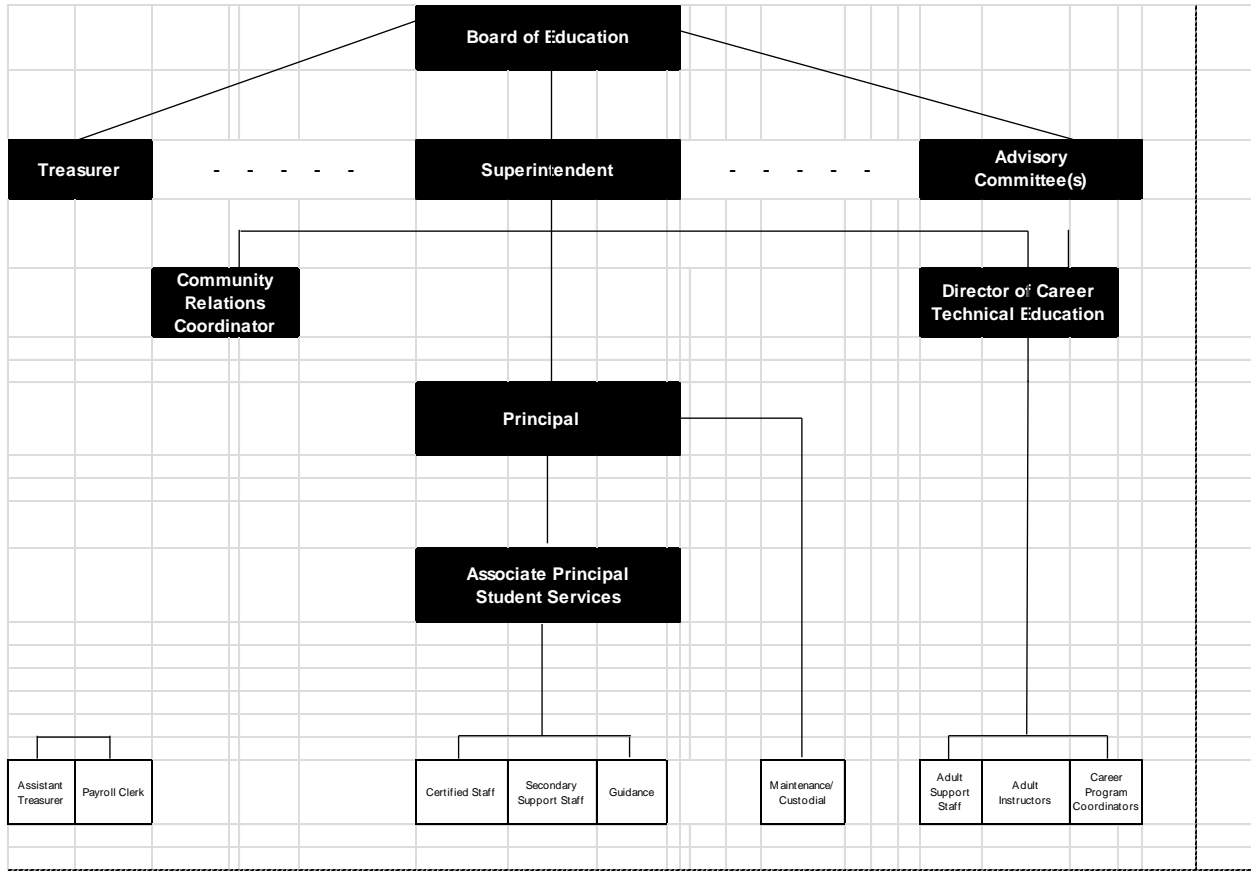 Board of Education
Treasurer
- - - - -
Superintendent
- - - - -
Advisory
Committee(s)
Community
Relations
Coordinator
Director of Career
Technical Education
Principal
Associate Principal
Student Services
Assistant
Treasurer
Payroll Clerk
Certified Staff
Secondary
Support Staff
Guidance
Maintenance/
Custodial
Adult
Support
Staff
Adult
Instructors
Career
Program
Coordinators